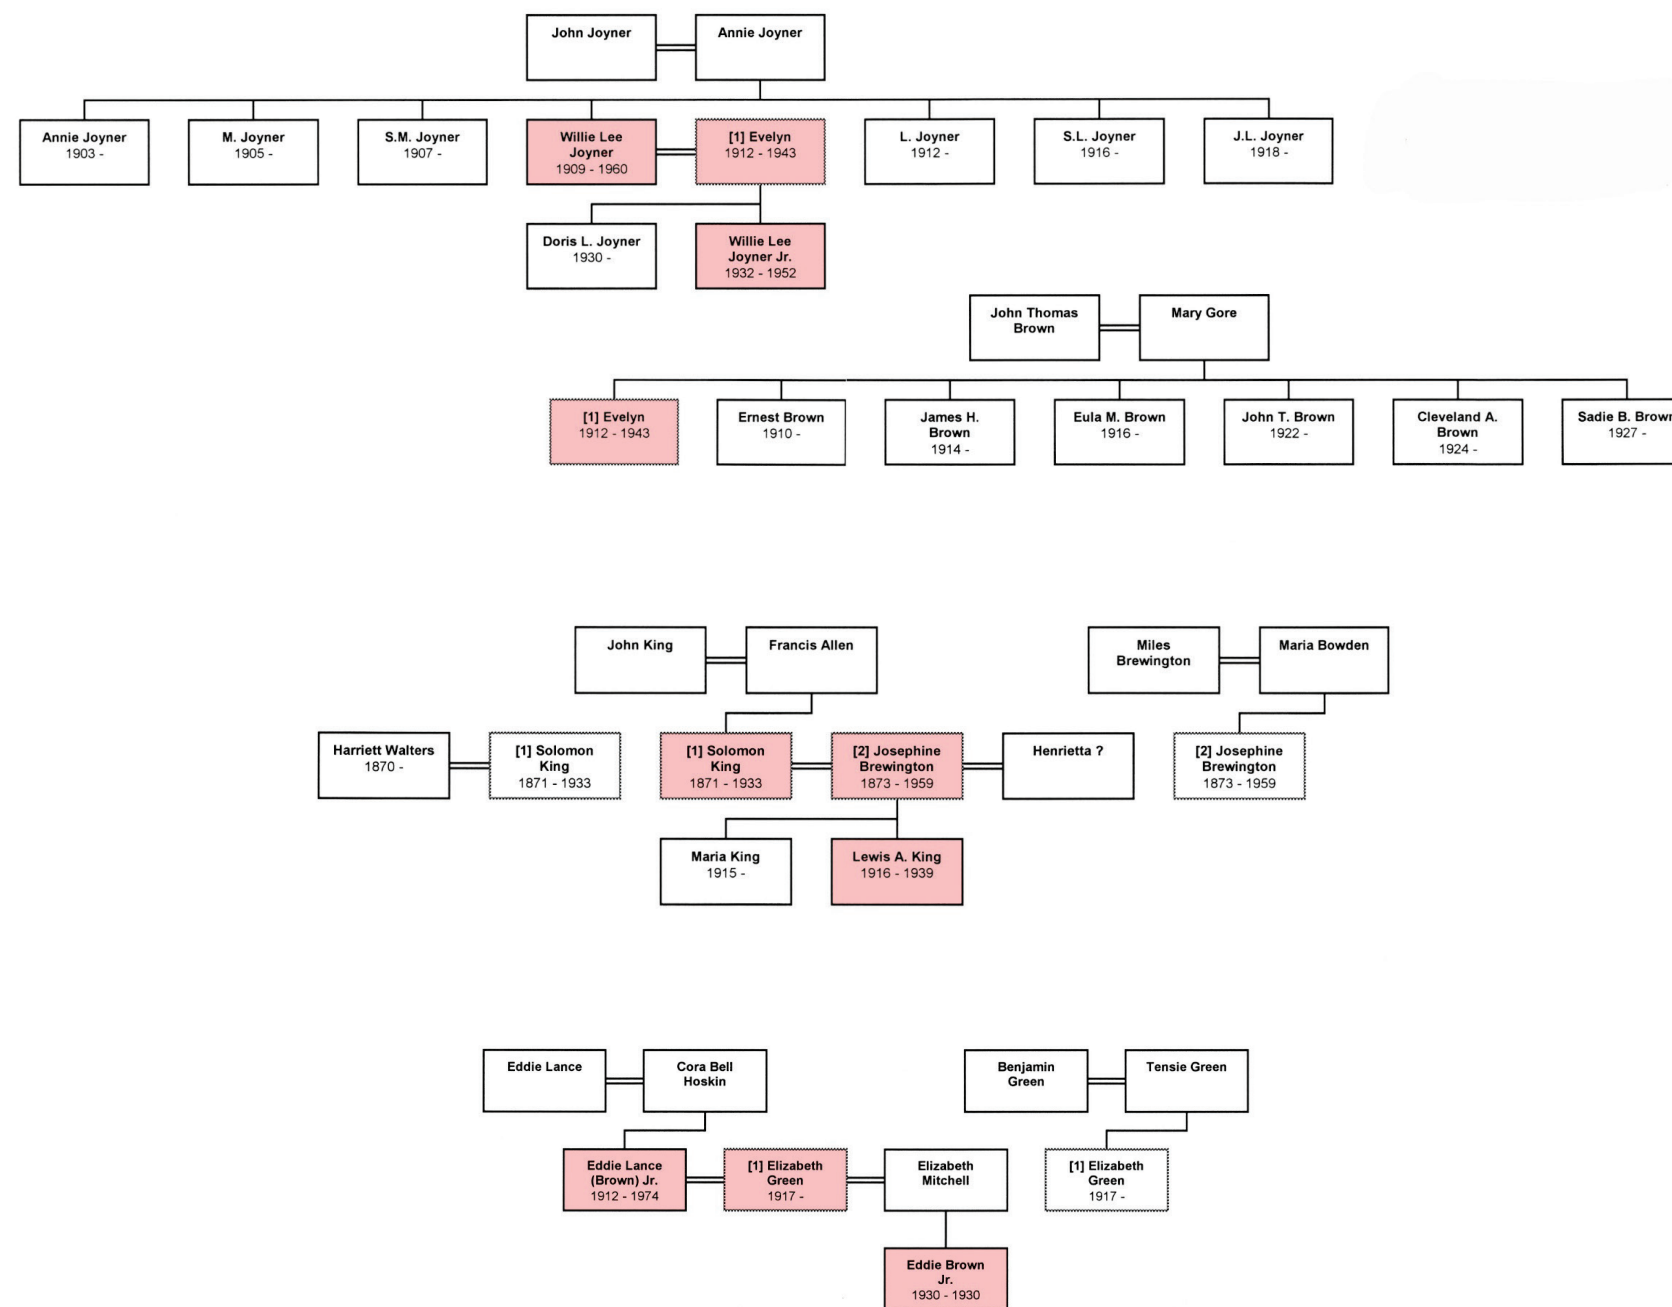 John Joyner
Annie Joyner
Annie Joyner
1903 -
M. Joyner
1905 -
S.M. Joyner
1907 -
Willie Lee
Joyner
1909 - 1960
[1] Evelyn
1912 - 1943
L. Joyner
1912 -
S.L. Joyner
1916 -
J.L. Joyner
1918 -
Doris L. Joyner
1930 -
Willie Lee
Joyner Jr.
1932 - 1952
John Thomas
Brown
Mary Gore
[1] Evelyn
1912 - 1943
Ernest Brown
1910 -
James H.
Brown
1914 -
Eula M. Brown
1916 -
John T. Brown
1922 -
Cleveland A.
Brown
1924 -
Sadie B. Brown
1927 -
John King
Francis Allen
Miles
Brewington
Maria Bowden
Harriett Walters
1870 -
[1] Solomon
King
1871 - 1933
[1] Solomon
King
1871 - 1933
[2] Josephine
Brewington
1873 - 1959
Henrietta ?
[2] Josephine
Brewington
1873 - 1959
Maria King
1915 -
Lewis A. King
1916 - 1939
Eddie Lance
Cora Bell
Hoskin
Benjamin
Green
Tensie Green
Eddie Lance
(Brown) Jr.
1912 - 1974
[1] Elizabeth
Green
1917 -
Elizabeth
Mitchell
[1] Elizabeth
Green
1917 -
Eddie Brown
Jr.
1930 - 1930